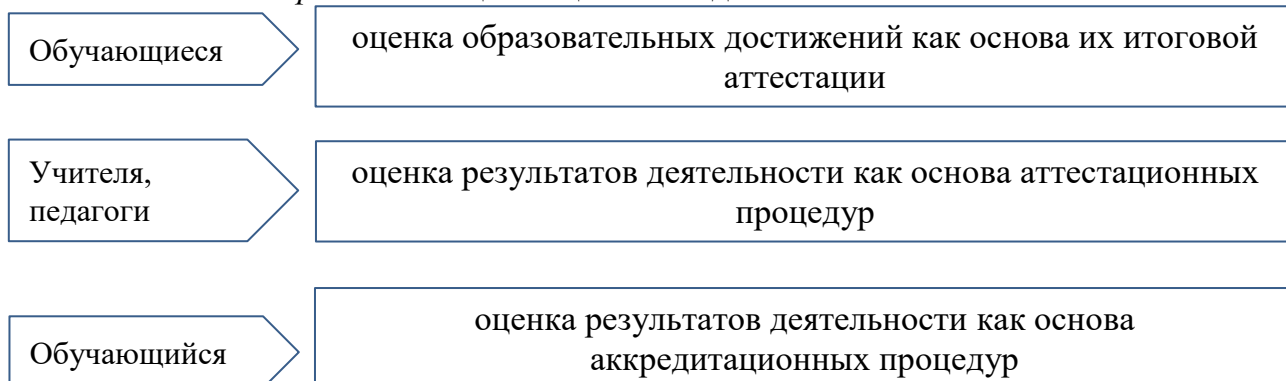 Обучающиеся
оценка образовательных достижений как основа их итоговой
аттестации
Учителя,
педагоги
оценка результатов деятельности как основа аттестационных
процедур
Обучающийся
оценка результатов деятельности как основа
аккредитационных процедур